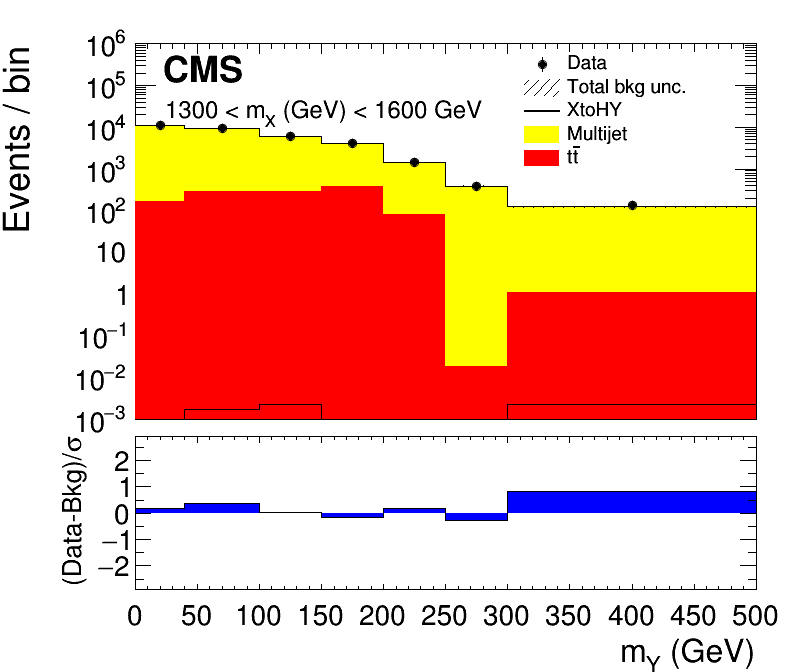 CMS
1300 < m_X (GeV) < 1600 GeV
Data
Total bkg unc.
XtoHY
Multijet
tt̄
Events / bin
10^6
10^5
10^4
10^3
10^2
10
1
10^−1
10^−2
10^−3
(Data-Bkg)/σ
2
1
0
−1
−2
0 50 100 150 200 250 300 350 400 450 500
m_Y (GeV)